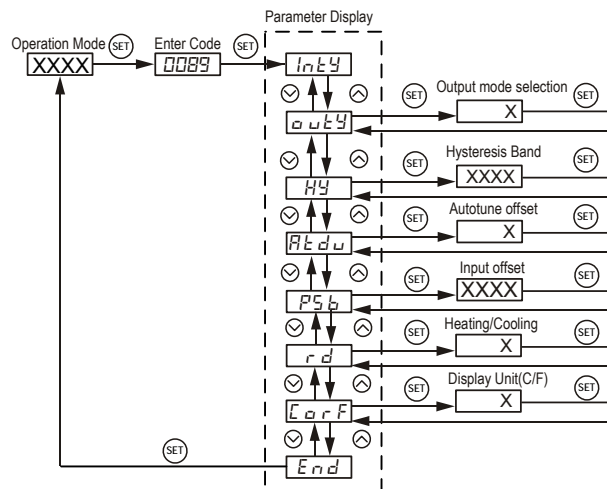 Parameter Display
Operation Mode SET Enter Code SET
XXXX 0089 IntY
SET Output mode selection SET
outY X
SET Hysteresis Band SET
HY XXXX
SET Autotune offset SET
Atdu X
SET Input offset SET
PSb XXXX
SET Heating/Cooling SET
rd X
SET Display Unit(C/F) SET
CorF X
SET
End